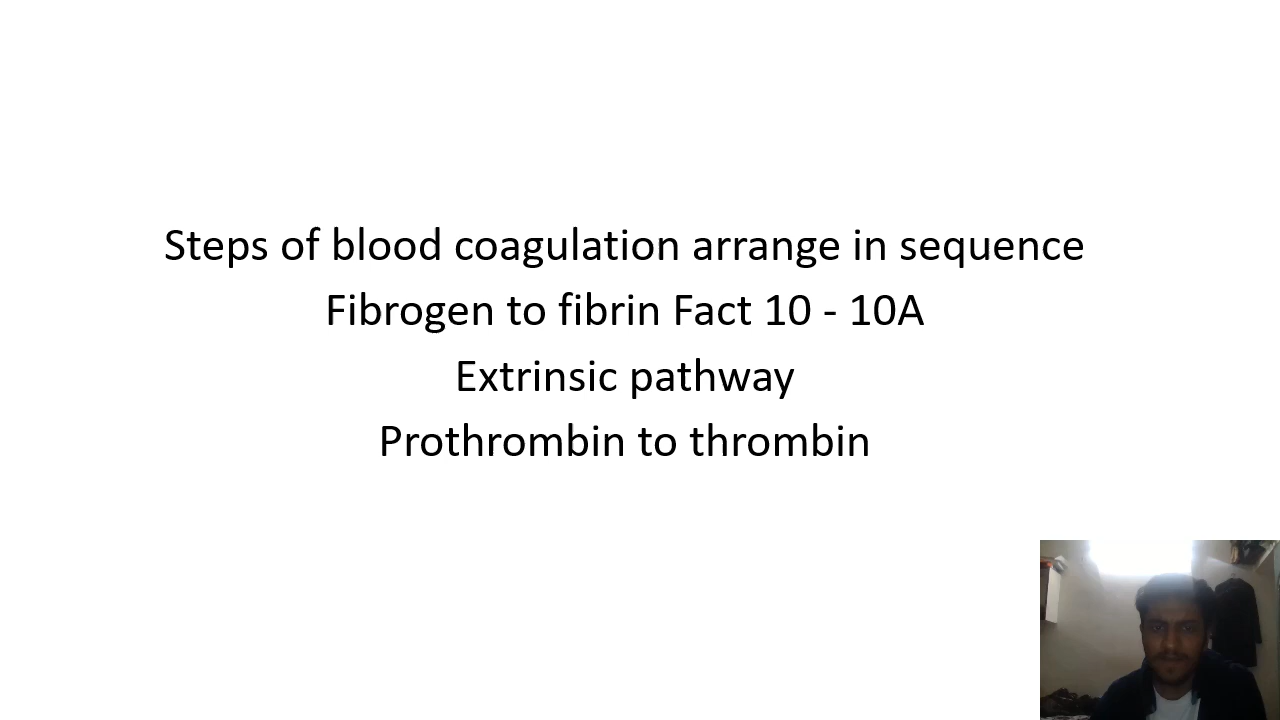 Steps of blood coagulation arrange in sequence
Fibrogen to fibrin Fact 10 - 10A
Extrinsic pathway
Prothrombin to thrombin